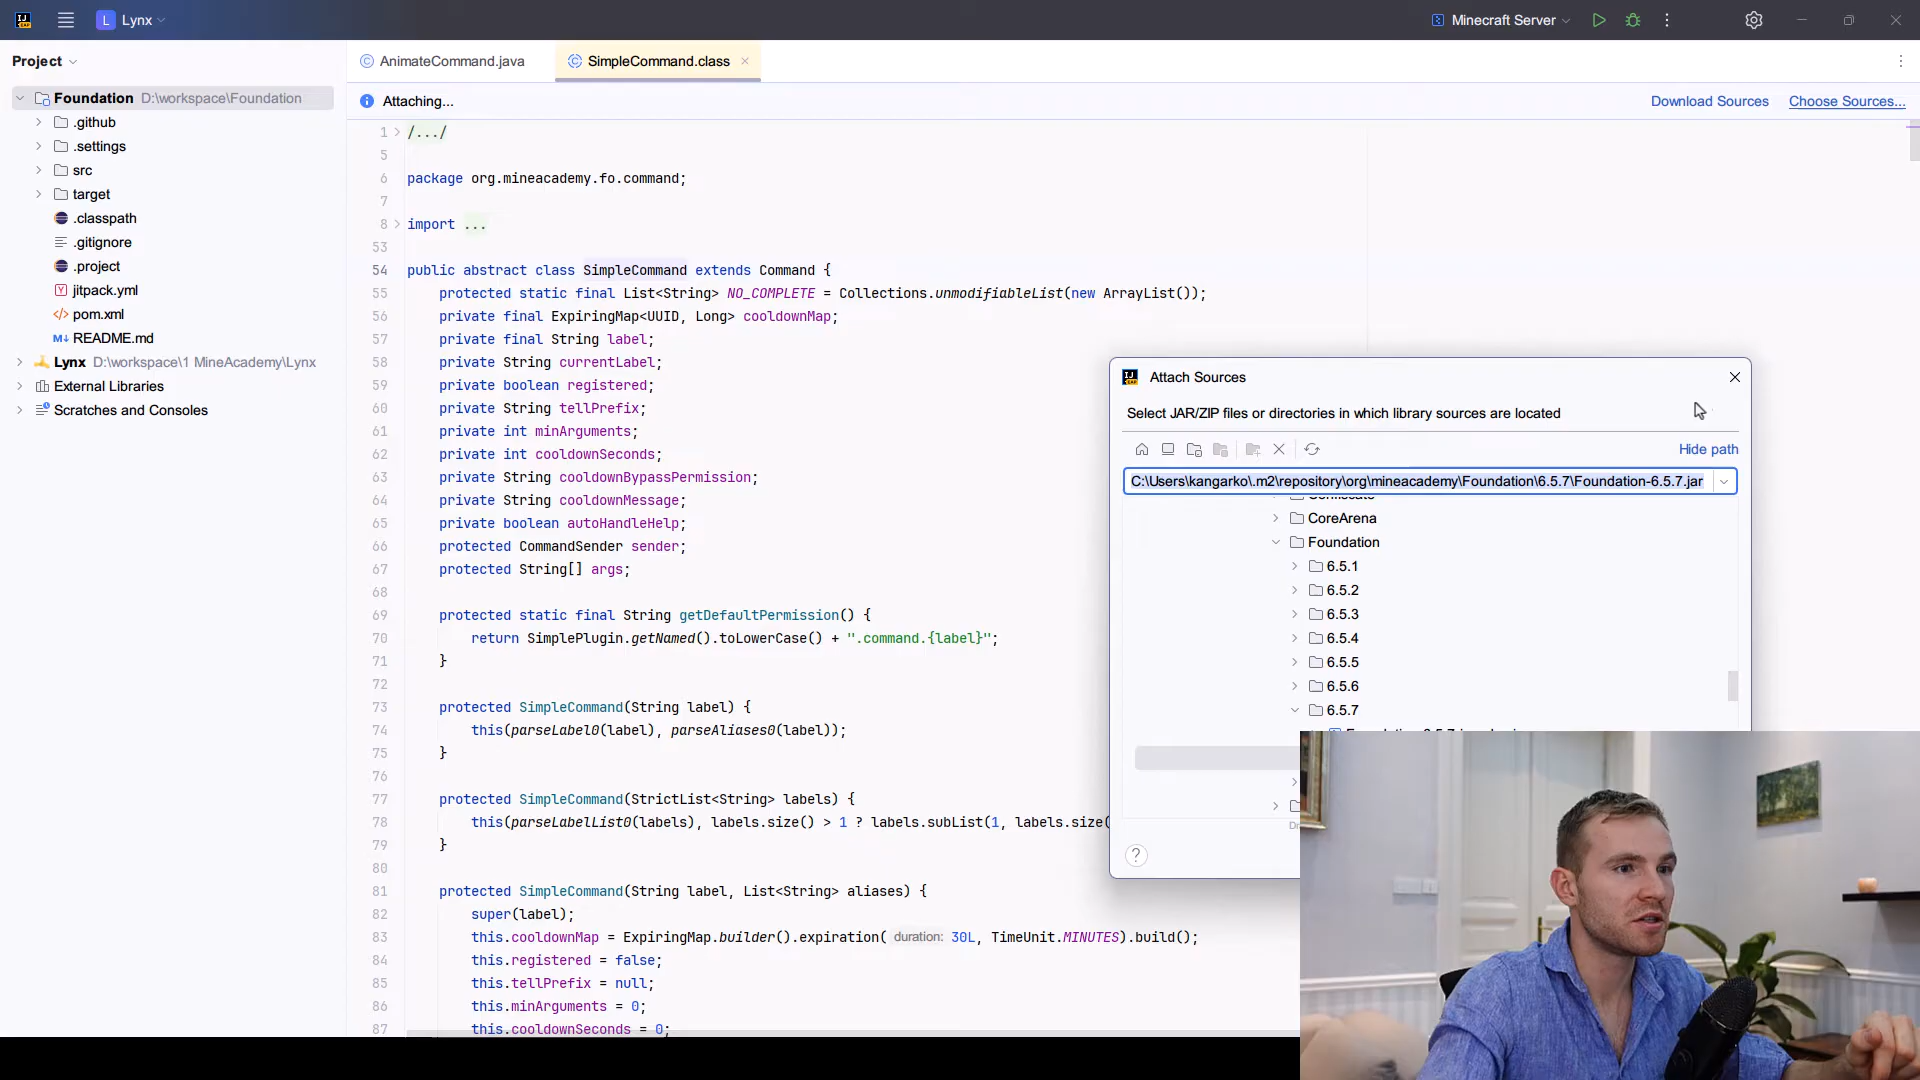 L Lynx
Minecraft Server
Project
AnimateCommand.java
SimpleCommand.class
Foundation D:\workspace\Foundation
.github
.settings
src
target
.classpath
.gitignore
.project
jitpack.yml
pom.xml
README.md
Lynx D:\workspace\1 MineAcademy\Lynx
External Libraries
Scratches and Consoles
Attaching...
Download Sources
Choose Sources...
1 /.../
5
6 package org.mineacademy.fo.command;
7
8 import ...
53
54 public abstract class SimpleCommand extends Command {
55 protected static final List<String> NO_COMPLETE = Collections.unmodifiableList(new ArrayList());
56 private final ExpiringMap<UUID, Long> cooldownMap;
57 private final String label;
58 private String currentLabel;
59 private boolean registered;
60 private String tellPrefix;
61 private int minArguments;
62 private int cooldownSeconds;
63 private String cooldownBypassPermission;
64 private String cooldownMessage;
65 private boolean autoHandleHelp;
66 protected CommandSender sender;
67 protected String[] args;
68
69 protected static final String getDefaultPermission() {
70 return SimplePlugin.getNamed().toLowerCase() + ".command.{label}";
71 }
72
73 protected SimpleCommand(String label) {
74 this(parseLabel0(label), parseAliases0(label));
75 }
76
77 protected SimpleCommand(StrictList<String> labels) {
78 this(parseLabelList0(labels), labels.size() > 1 ? labels.subList(1, labels.size(
79 }
80
81 protected SimpleCommand(String label, List<String> aliases) {
82 super(label);
83 this.cooldownMap = ExpiringMap.builder().expiration( duration: 30L, TimeUnit.MINUTES).build();
84 this.registered = false;
85 this.tellPrefix = null;
86 this.minArguments = 0;
87 this.cooldownSeconds = 0;
Attach Sources
Select JAR/ZIP files or directories in which library sources are located
Hide path
C:\Users\kangarko\.m2\repository\org\mineacademy\Foundation\6.5.7\Foundation-6.5.7.jar
CoreArena
Foundation
6.5.1
6.5.2
6.5.3
6.5.4
6.5.5
6.5.6
6.5.7
?